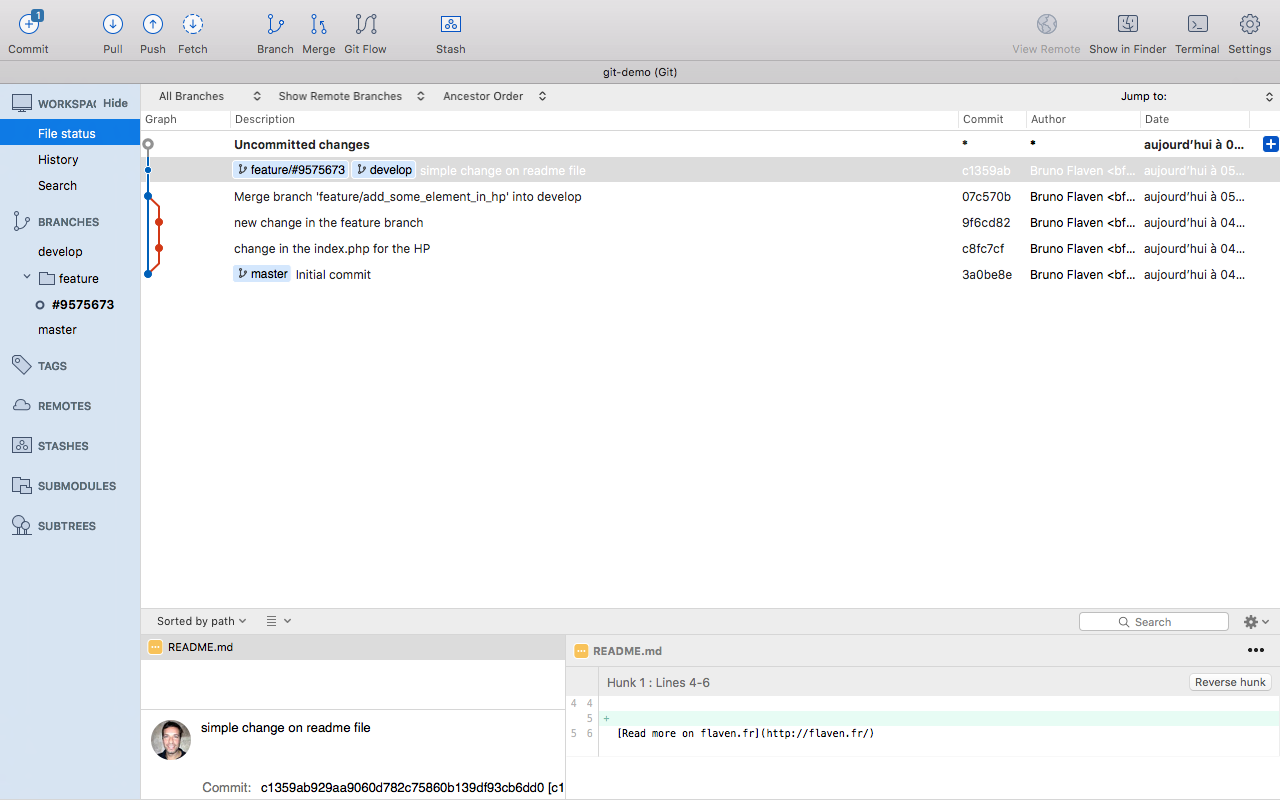 1
Commit Pull Push Fetch Branch Merge Git Flow Stash View Remote Show in Finder Terminal Settings
git-demo (Git)
WORKSPAC Hide
File status
History
Search
BRANCHES
develop
feature
#9575673
master
TAGS
REMOTES
STASHES
SUBMODULES
SUBTREES
All Branches Show Remote Branches Ancestor Order Jump to:
Graph Description Commit Author Date
Uncommitted changes * * aujourd'hui à 0...
feature/#9575673 develop simple change on readme file c1359ab Bruno Flaven <bf... aujourd'hui à 05...
Merge branch 'feature/add_some_element_in_hp' into develop 07c570b Bruno Flaven <bf... aujourd'hui à 05...
new change in the feature branch 9f6cd82 Bruno Flaven <bf... aujourd'hui à 04...
change in the index.php for the HP c8fc7cf Bruno Flaven <bf... aujourd'hui à 04...
master Initial commit 3a0be8e Bruno Flaven <bf... aujourd'hui à 04...
Sorted by path Search
README.md
simple change on readme file
Commit: c1359ab929aa9060d782c75860b139df93cb6dd0 [c1
README.md •••
Hunk 1 : Lines 4-6 Reverse hunk
4 4
5 +
5 6 [Read more on flaven.fr](http://flaven.fr/)